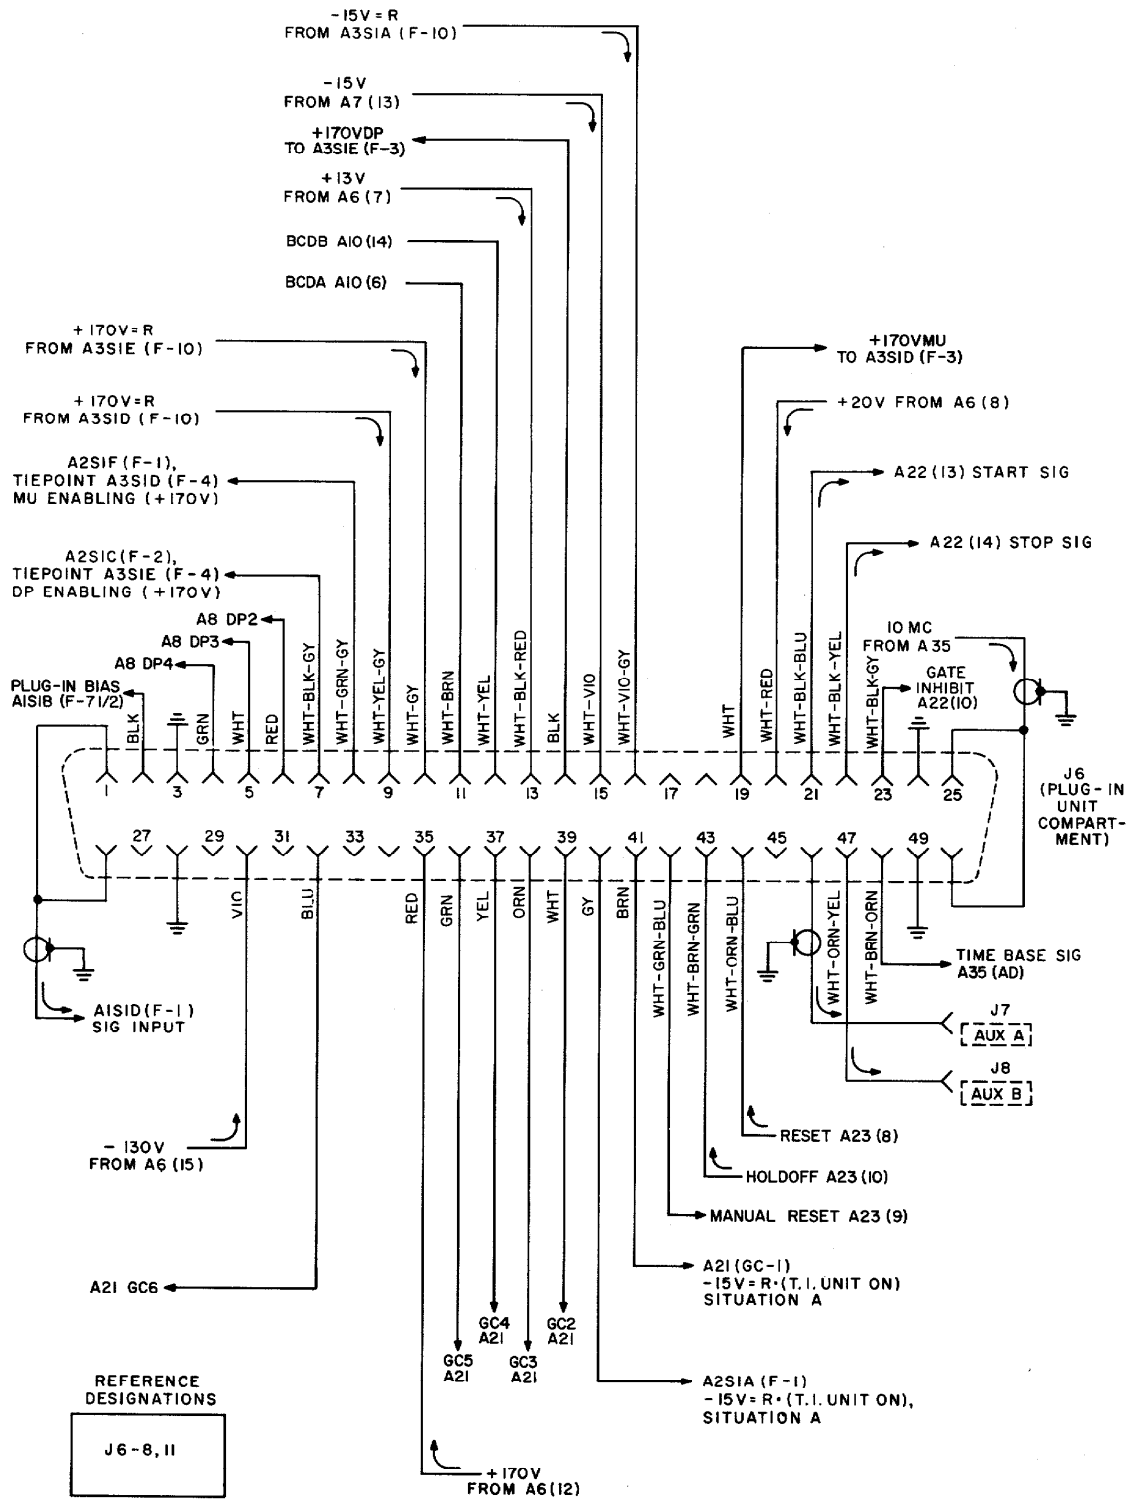 -15V=R
FROM A3SIA (F-10)
-15V
FROM A7 (13)
+170VDP
TO A3SIE (F-3)
+13V
FROM A6 (7)
BCDB A10 (14)
BCDA A10 (6)
+170V=R
FROM A3SIE (F-10)
+170V=R
FROM A3SID (F-10)
A2SIF (F-1),
TIEPOINT A3SID (F-4)
MU ENABLING (+170V)
A2SIC (F-2),
TIEPOINT A3SIE (F-4)
DP ENABLING (+170V)
A8 DP2
A8 DP3
A8 DP4
PLUG-IN BIAS
AISIB (F-7 1/2)
+170VMU
TO A3SID (F-3)
+20V FROM A6 (8)
A22 (13) START SIG
A22 (14) STOP SIG
10 MC
FROM A35
GATE
INHIBIT
A22(10)
BLK
GRN
WHT
RED
WHT-BLK-GY
WHT-GRN-GY
WHT-YEL-GY
WHT-GY
WHT-BRN
WHT-YEL
WHT-BLK-RED
BLK
WHT-VIO
WHT-VIO-GY
WHT
WHT-RED
WHT-BLK-BLU
WHT-BLK-YEL
WHT-BLK-GY
1 3 5 7 9 11 13 15 17 19 21 23 25
J6
(PLUG-IN
UNIT
COMPART-
MENT)
27 29 31 33 35 37 39 41 43 45 47 49
VIO
BLU
RED
GRN
YEL
ORN
WHT
GY
BRN
WHT-GRN-BLU
WHT-BRN-GRN
WHT-ORN-BLU
WHT-ORN-YEL
WHT-BRN-ORN
AISID (F-1)
SIG INPUT
TIME BASE SIG
A35 (AD)
J7
AUX A
J8
AUX B
-130V
FROM A6 (15)
RESET A23 (8)
HOLDOFF A23 (10)
MANUAL RESET A23 (9)
A21 (GC-1)
-15V=R·(T.I. UNIT ON)
SITUATION A
A21 GC6
GC4
A21
GC2
A21
GC5
A21
GC3
A21
A2S1A (F-1)
-15V=R·(T.I. UNIT ON),
SITUATION A
REFERENCE
DESIGNATIONS
J6-8, 11
+170V
FROM A6 (12)